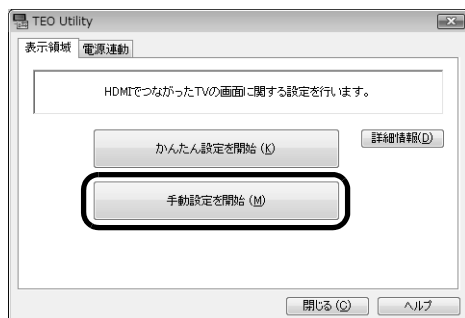 TEO Utility
表示領域 電源連動
HDMIでつながったTVの画面に関する設定を行います。
かんたん設定を開始 (K)
詳細情報(D)
手動設定を開始 (M)
閉じる (C) ヘルプ